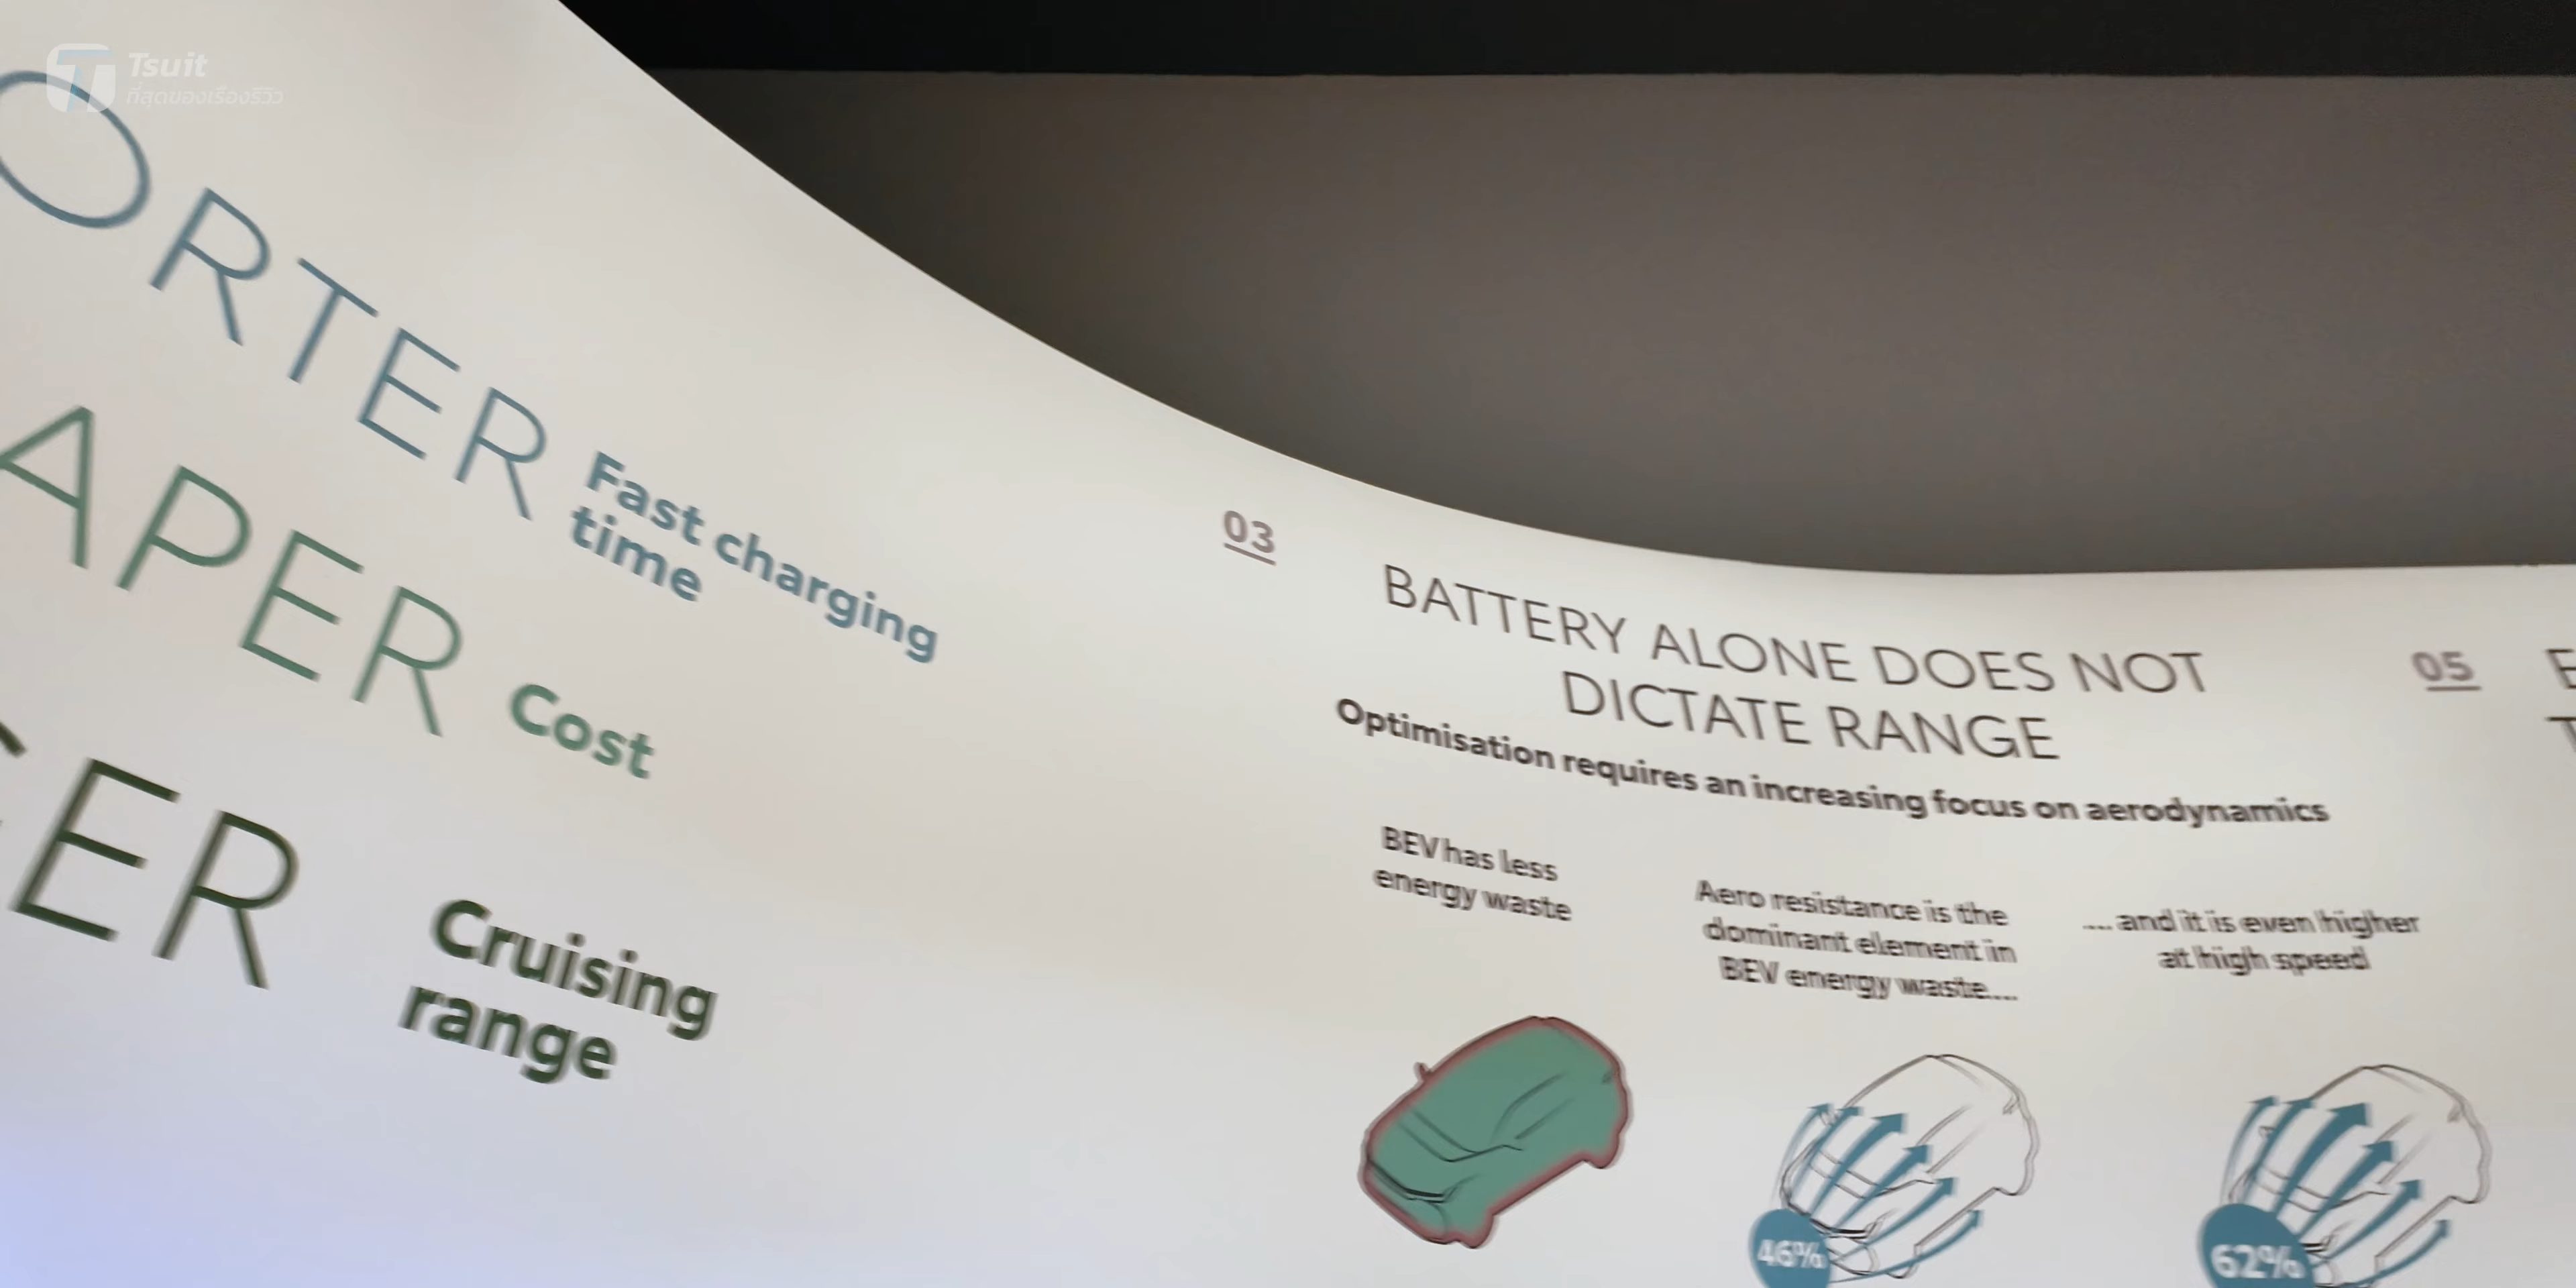 Tsuit
ที่สุดของเรื่องรีวิว
ORTER
Fast charging
time
APER
Cost
ER
Cruising
range
03
BATTERY ALONE DOES NOT
DICTATE RANGE
Optimisation requires an increasing focus on aerodynamics
BEV has less
energy waste
Aero resistance is the
dominant element in
BEV energy waste....
.... and it is even higher
at high speed
46%
62%
05